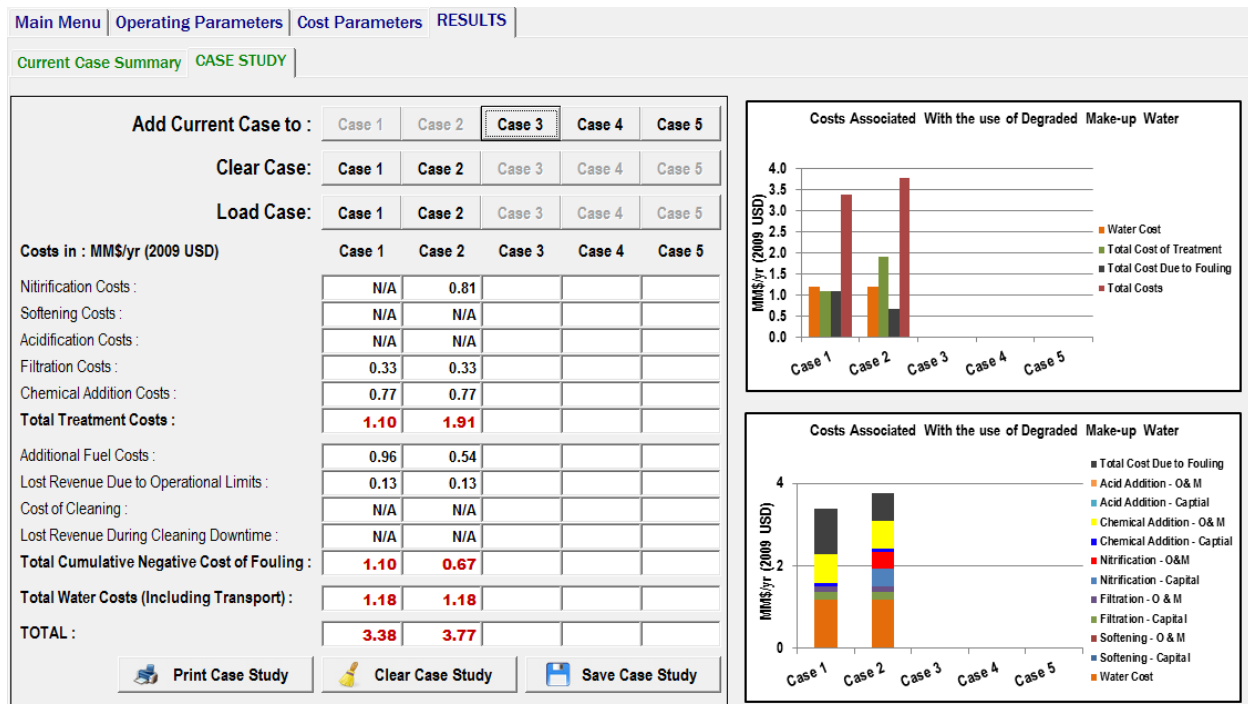 Main Menu Operating Parameters Cost Parameters RESULTS
Current Case Summary CASE STUDY
Add Current Case to : Case 1 Case 2 Case 3 Case 4 Case 5
Clear Case: Case 1 Case 2 Case 3 Case 4 Case 5
Load Case: Case 1 Case 2 Case 3 Case 4 Case 5
Costs in : MM$/yr (2009 USD) Case 1 Case 2 Case 3 Case 4 Case 5
Nitirification Costs : N/A 0.81
Softening Costs : N/A N/A
Acidification Costs : N/A N/A
Filtration Costs : 0.33 0.33
Chemical Addition Costs : 0.77 0.77
Total Treatment Costs : 1.10 1.91
Additional Fuel Costs : 0.96 0.54
Lost Revenue Due to Operational Limits : 0.13 0.13
Cost of Cleaning : N/A N/A
Lost Revenue During Cleaning Downtime : N/A N/A
Total Cumulative Negative Cost of Fouling : 1.10 0.67
Total Water Costs (Including Transport) : 1.18 1.18
TOTAL : 3.38 3.77
Print Case Study Clear Case Study Save Case Study
Costs Associated With the use of Degraded Make-up Water
MM$/yr (2009 USD)
4.0
3.5
3.0
2.5
2.0
1.5
1.0
0.5
0.0
Case 1 Case 2 Case 3 Case 4 Case 5
Water Cost
Total Cost of Treatment
Total Cost Due to Fouling
Total Costs
Costs Associated With the use of Degraded Make-up Water
MM$/yr (2009 USD)
4
2
0
Case 1 Case 2 Case 3 Case 4 Case 5
Total Cost Due to Fouling
Acid Addition - O& M
Acid Addition - Captial
Chemical Addition - O& M
Chemical Addition - Captial
Nitrification - O&M
Nitrification - Capital
Filtration - O & M
Filtration - Capital
Softening - O & M
Softening - Capital
Water Cost